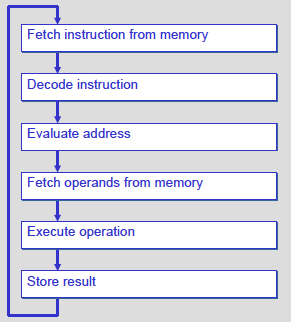 Fetch instruction from memory
Decode instruction
Evaluate address
Fetch operands from memory
Execute operation
Store result